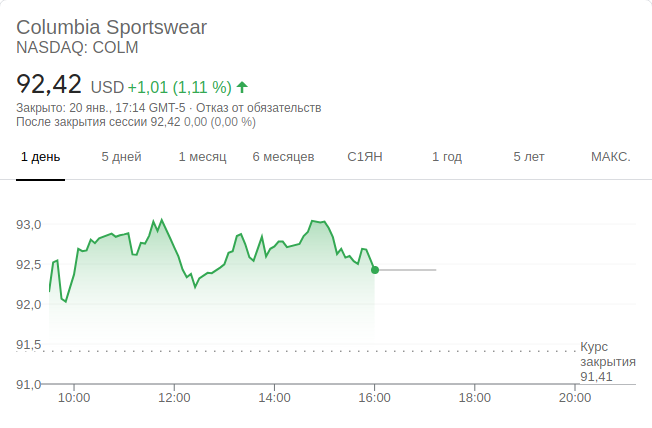 Columbia Sportswear
NASDAQ: COLM
92,42 USD +1,01 (1,11 %)
Закрыто: 20 янв., 17:14 GMT-5 · Отказ от обязательств
После закрытия сессии 92,42 0,00 (0,00 %)
1 день 5 дней 1 месяц 6 месяцев С1ЯН 1 год 5 лет МАКС.
93,0
92,5
92,0
91,5
91,0
Курс
закрытия
91,41
10:00 12:00 14:00 16:00 18:00 20:00